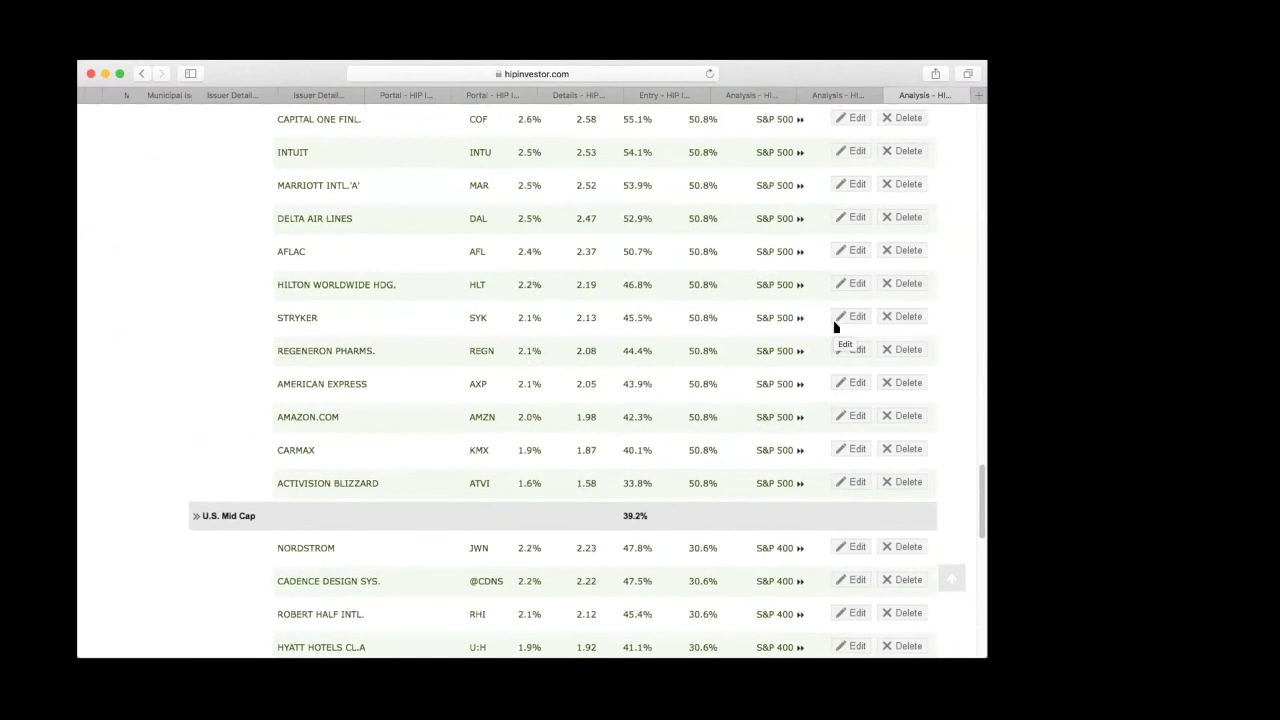 hipinvestor.com
M Municipal Is Issuer Detail... Issuer Detail... Portal - HIP I... Portal - HIP I... Details - HIP... Entry - HIP I... Analysis - HI... Analysis - HI... Analysis - HI... +
CAPITAL ONE FINL. COF 2.6% 2.58 55.1% 50.8% S&P 500 Edit Delete
INTUIT INTU 2.5% 2.53 54.1% 50.8% S&P 500 Edit Delete
MARRIOTT INTL.'A' MAR 2.5% 2.52 53.9% 50.8% S&P 500 Edit Delete
DELTA AIR LINES DAL 2.5% 2.47 52.9% 50.8% S&P 500 Edit Delete
AFLAC AFL 2.4% 2.37 50.7% 50.8% S&P 500 Edit Delete
HILTON WORLDWIDE HDG. HLT 2.2% 2.19 46.8% 50.8% S&P 500 Edit Delete
STRYKER SYK 2.1% 2.13 45.5% 50.8% S&P 500 Edit Delete
Edit
REGENERON PHARMS. REGN 2.1% 2.08 44.4% 50.8% S&P 500 Edit Delete
AMERICAN EXPRESS AXP 2.1% 2.05 43.9% 50.8% S&P 500 Edit Delete
AMAZON.COM AMZN 2.0% 1.98 42.3% 50.8% S&P 500 Edit Delete
CARMAX KMX 1.9% 1.87 40.1% 50.8% S&P 500 Edit Delete
ACTIVISION BLIZZARD ATVI 1.6% 1.58 33.8% 50.8% S&P 500 Edit Delete
» U.S. Mid Cap 39.2%
NORDSTROM JWN 2.2% 2.23 47.8% 30.6% S&P 400 Edit Delete
CADENCE DESIGN SYS. @CDNS 2.2% 2.22 47.5% 30.6% S&P 400 Edit Delete
ROBERT HALF INTL. RHI 2.1% 2.12 45.4% 30.6% S&P 400 Edit Delete
HYATT HOTELS CL.A U:H 1.9% 1.92 41.1% 30.6% S&P 400 Edit Delete